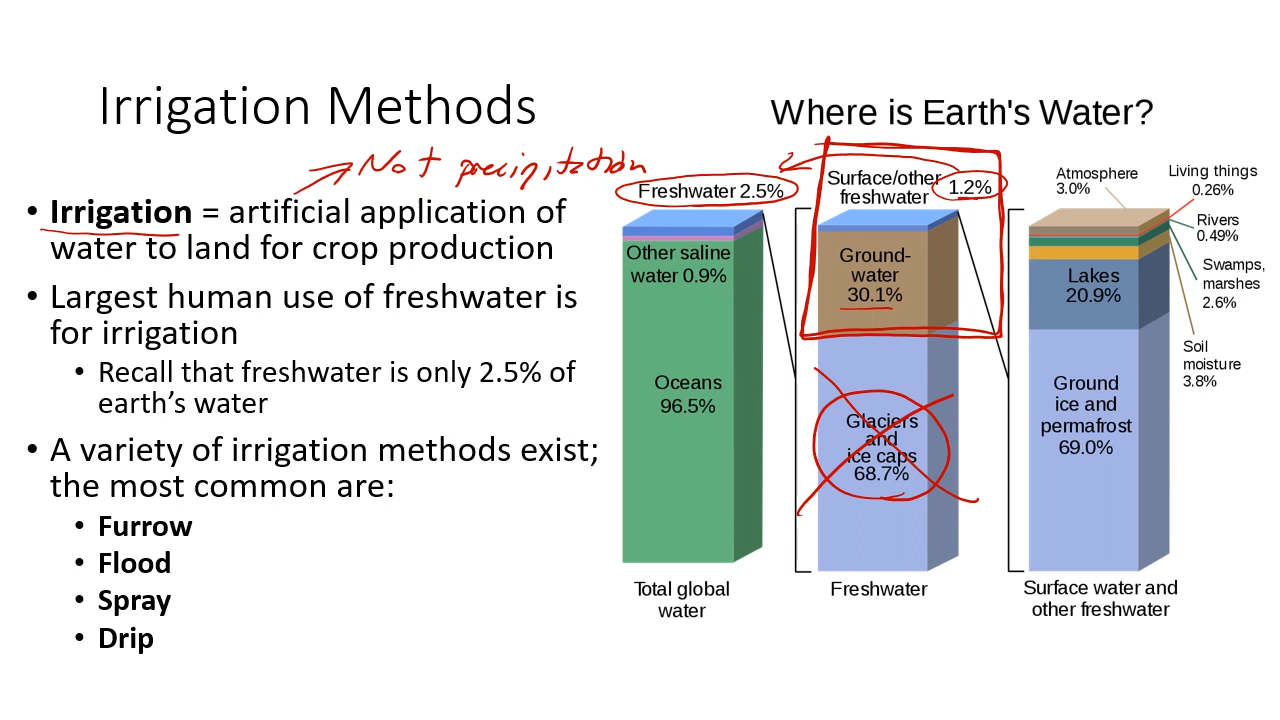 Irrigation Methods
Not precipitation
• Irrigation = artificial application of
water to land for crop production
• Largest human use of freshwater is
for irrigation
• Recall that freshwater is only 2.5% of
earth's water
• A variety of irrigation methods exist;
the most common are:
• Furrow
• Flood
• Spray
• Drip
Where is Earth's Water?
Freshwater 2.5%
Other saline
water 0.9%
Oceans
96.5%
Total global
water
Surface/other
freshwater
1.2%
Ground-
water
30.1%
Glaciers
and
ice caps
68.7%
Freshwater
Atmosphere
3.0%
Living things
0.26%
Rivers
0.49%
Swamps,
marshes
2.6%
Soil
moisture
3.8%
Lakes
20.9%
Ground
ice and
permafrost
69.0%
Surface water and
other freshwater